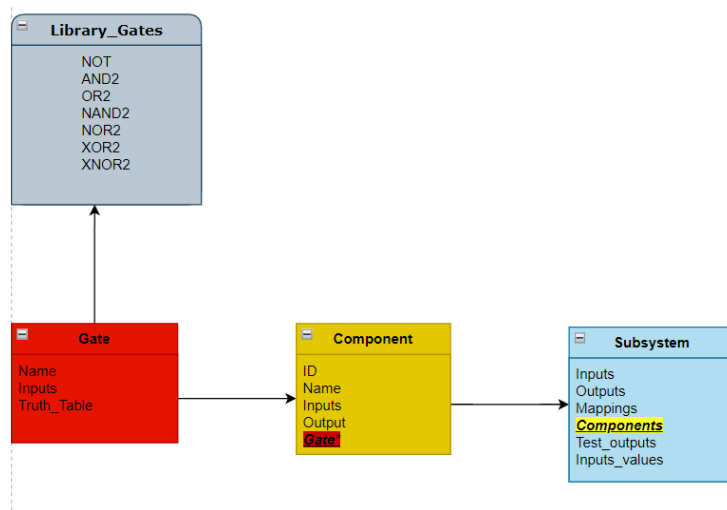 Library_Gates
NOT
AND2
OR2
NAND2
NOR2
XOR2
XNOR2
Gate
Name
Inputs
Truth_Table
Component
ID
Name
Inputs
Output
Gate*
Subsystem
Inputs
Outputs
Mappings
Components
Test_outputs
Inputs_values